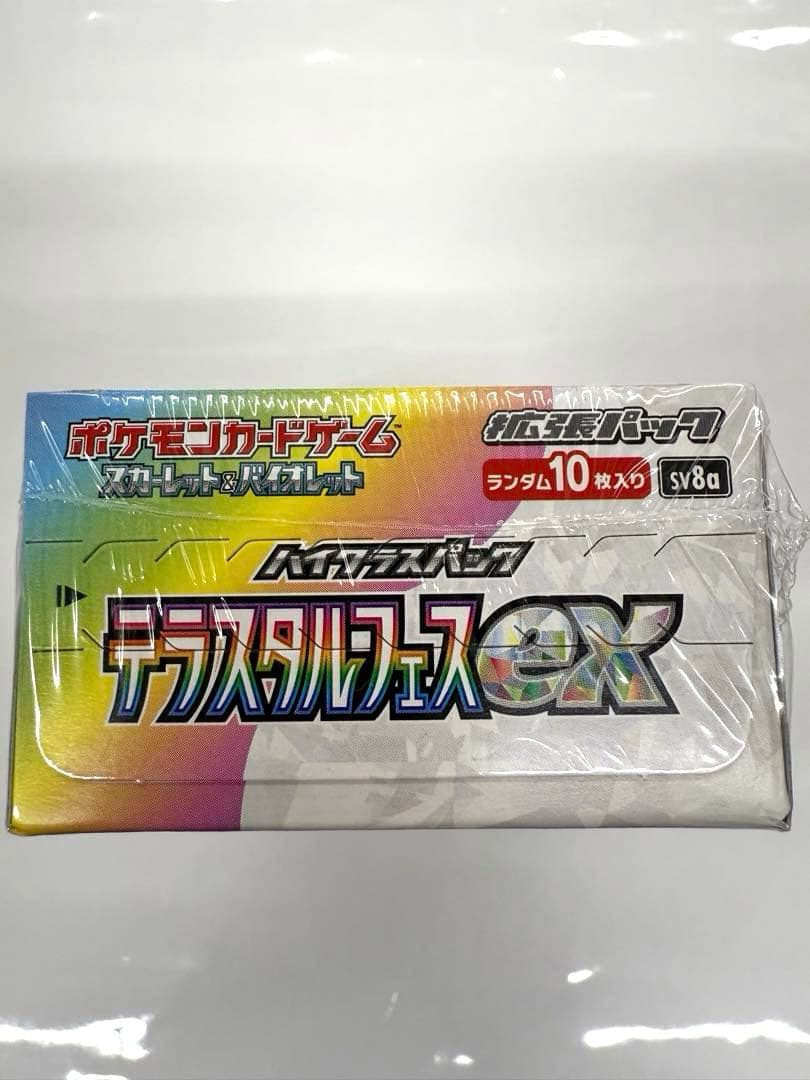 ポケモンカードゲーム™
スカーレット&バイオレット
拡張パック
ランダム10枚入り
sv8a
ハイクラスパック
テラスタルフェスex